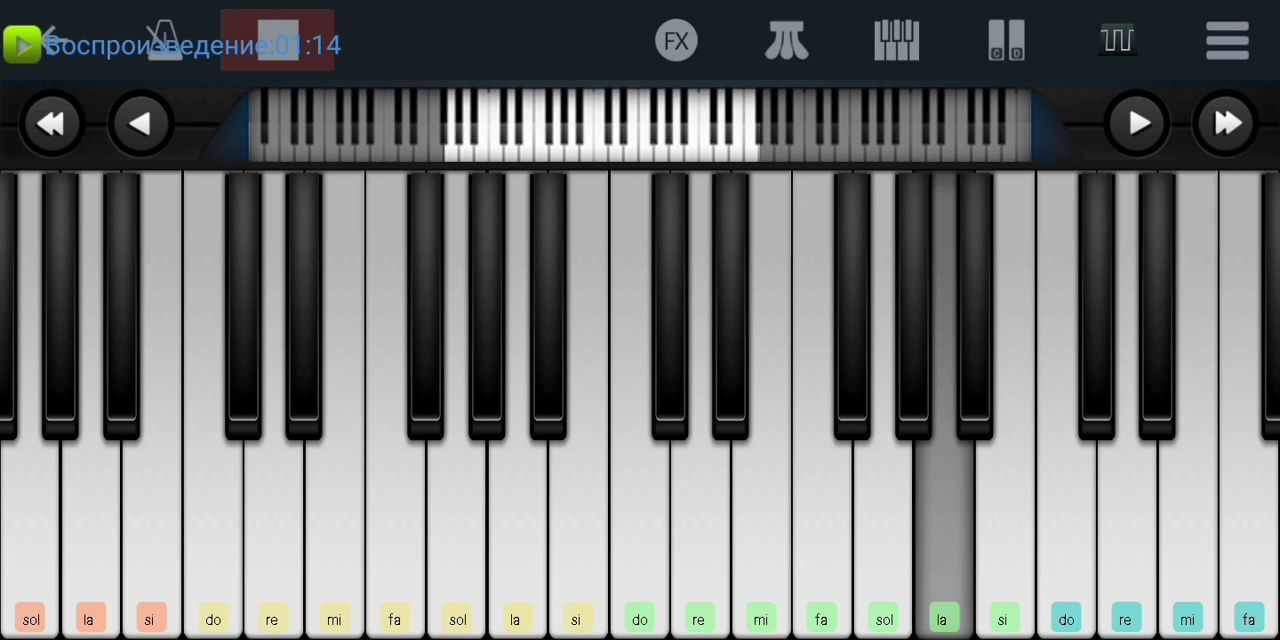 Воспроизведение:01:14
FX
C D
sol la si do re mi fa sol la si do re mi fa sol la si do re mi fa